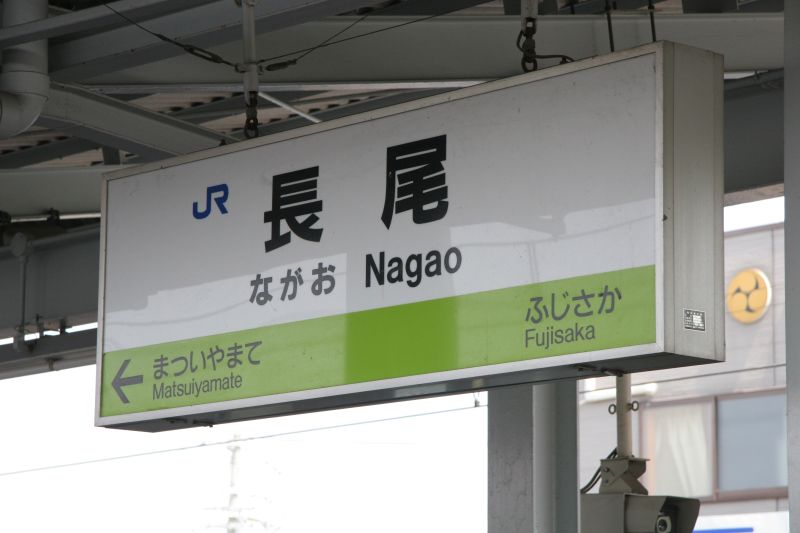 JR 長尾
ながお Nagao
ふじさか
Fujisaka
まついやまて
Matsuiyamate